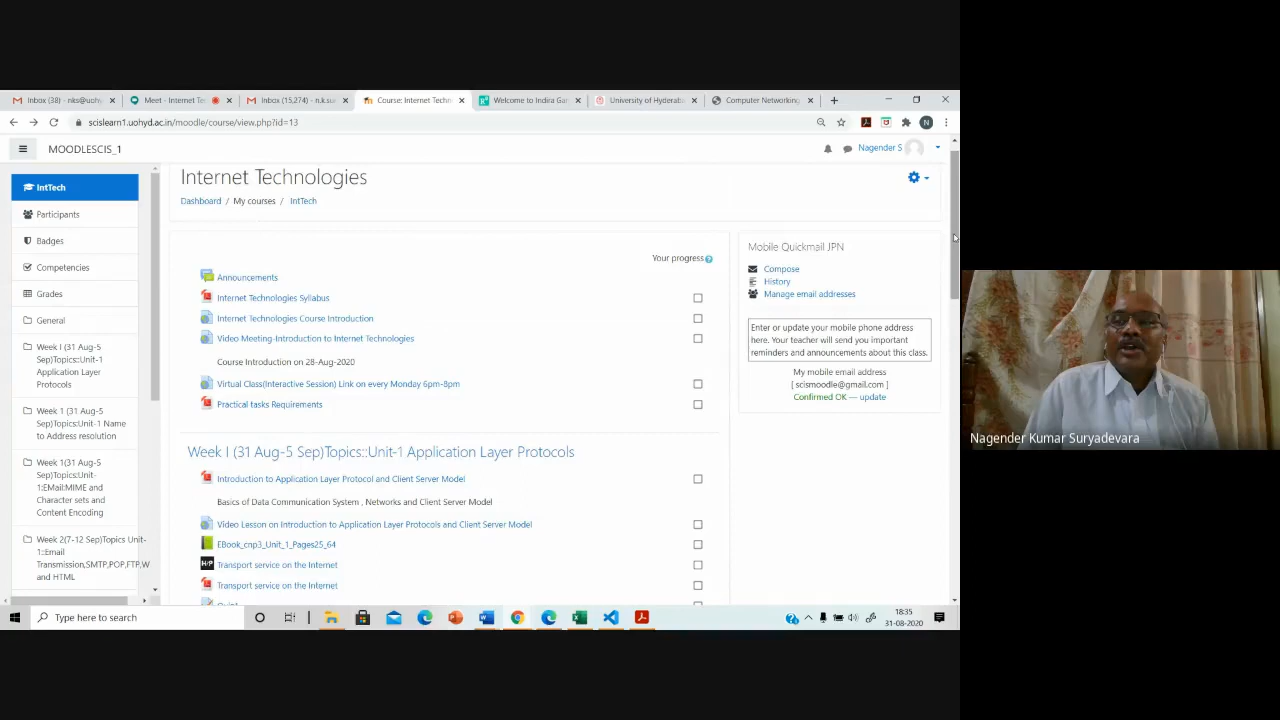 Inbox (38) - nks@uohy
Meet - Internet Te
Inbox (15,274) - n.k.su
Course: Internet Techn
Welcome to Indira Gan
University of Hyderab
Computer Networking
scislearn1.uohyd.ac.in/moodle/course/view.php?id=13
MOODLESCIS_1
Nagender S
IntTech
Participants
Badges
Competencies
Grades
General
Week I (31 Aug-5
Sep)Topics:Unit-1
Application Layer
Protocols
Week 1 (31 Aug-5
Sep)Topics:Unit-1 Name
to Address resolution
Week 1(31 Aug-5
Sep)Topics:Unit-
1:EMail:MIME and
Character sets and
Content Encoding
Week 2(7-12 Sep)Topics Unit-
1::Email
Transmission,SMTP,POP,FTP,W
and HTML
Internet Technologies
Dashboard / My courses / IntTech
Your progress
Announcements
Internet Technologies Syllabus
Internet Technologies Course Introduction
Video Meeting-Introduction to Internet Technologies
Course Introduction on 28-Aug-2020
Virtual Class(Interactive Session) Link on every Monday 6pm-8pm
Practical tasks Requirements
Week I (31 Aug-5 Sep)Topics::Unit-1 Application Layer Protocols
Introduction to Application Layer Protocol and Client Server Model
Basics of Data Communication System , Networks and Client Server Model
Video Lesson on Introduction to Application Layer Protocols and Client Server Model
EBook_cnp3_Unit_1_Pages25_64
H-P
Transport service on the Internet
Transport service on the Internet
Mobile Quickmail JPN
Compose
History
Manage email addresses
Enter or update your mobile phone address
here. Your teacher will send you important
reminders and announcements about this class.
My mobile email address
[ scismoodle@gmail.com ]
Confirmed OK — update
Nagender Kumar Suryadevara
Type here to search
18:35
31-08-2020